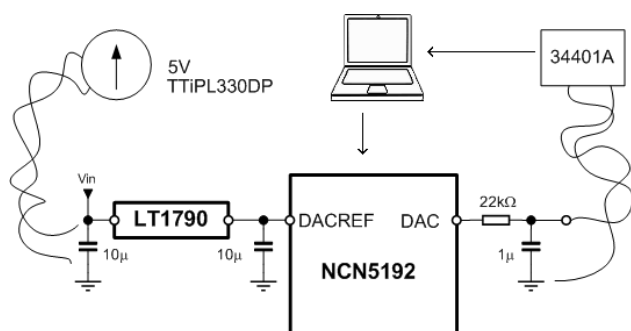 5V
TTiPL330DP
34401A
Vin
LT1790
10µ
10µ
DACREF
DAC
NCN5192
22kΩ
1µ